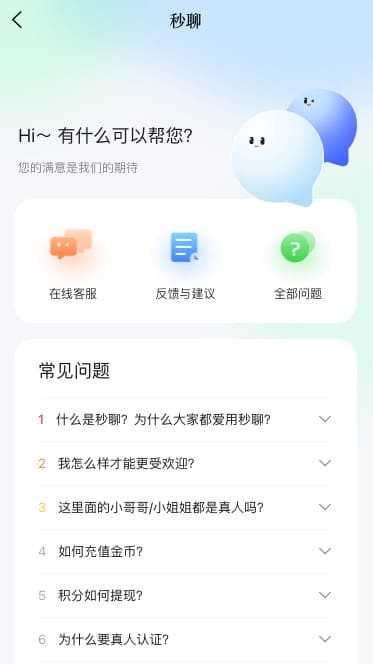 秒聊
Hi～ 有什么可以帮您?
您的满意是我们的期待
在线客服
反馈与建议
全部问题
常见问题
1 什么是秒聊? 为什么大家都爱用秒聊?
2 我怎么样才能更受欢迎?
3 这里面的小哥哥/小姐姐都是真人吗?
4 如何充值金币?
5 积分如何提现?
6 为什么要真人认证?